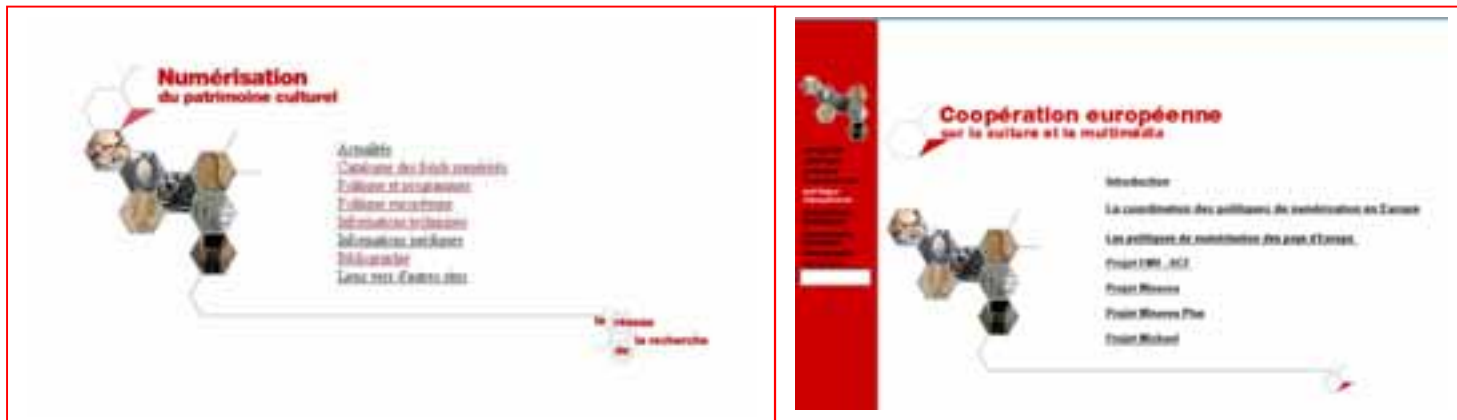 Numérisation
du patrimoine culturel
Actualités
Catalogue des fonds numérisés
Politique et programmes
Politique européenne
Informations techniques
Informations juridiques
Bibliographie
Liens vers d'autres sites
le réseau
de la recherche
Coopération européenne
sur la culture et le multimédia
Introduction
La coordination des politiques de numérisation en Europe
Les politiques de numérisation des pays d'Europe
Projet Minerva
Projet Minerva Plus
Projet Michael